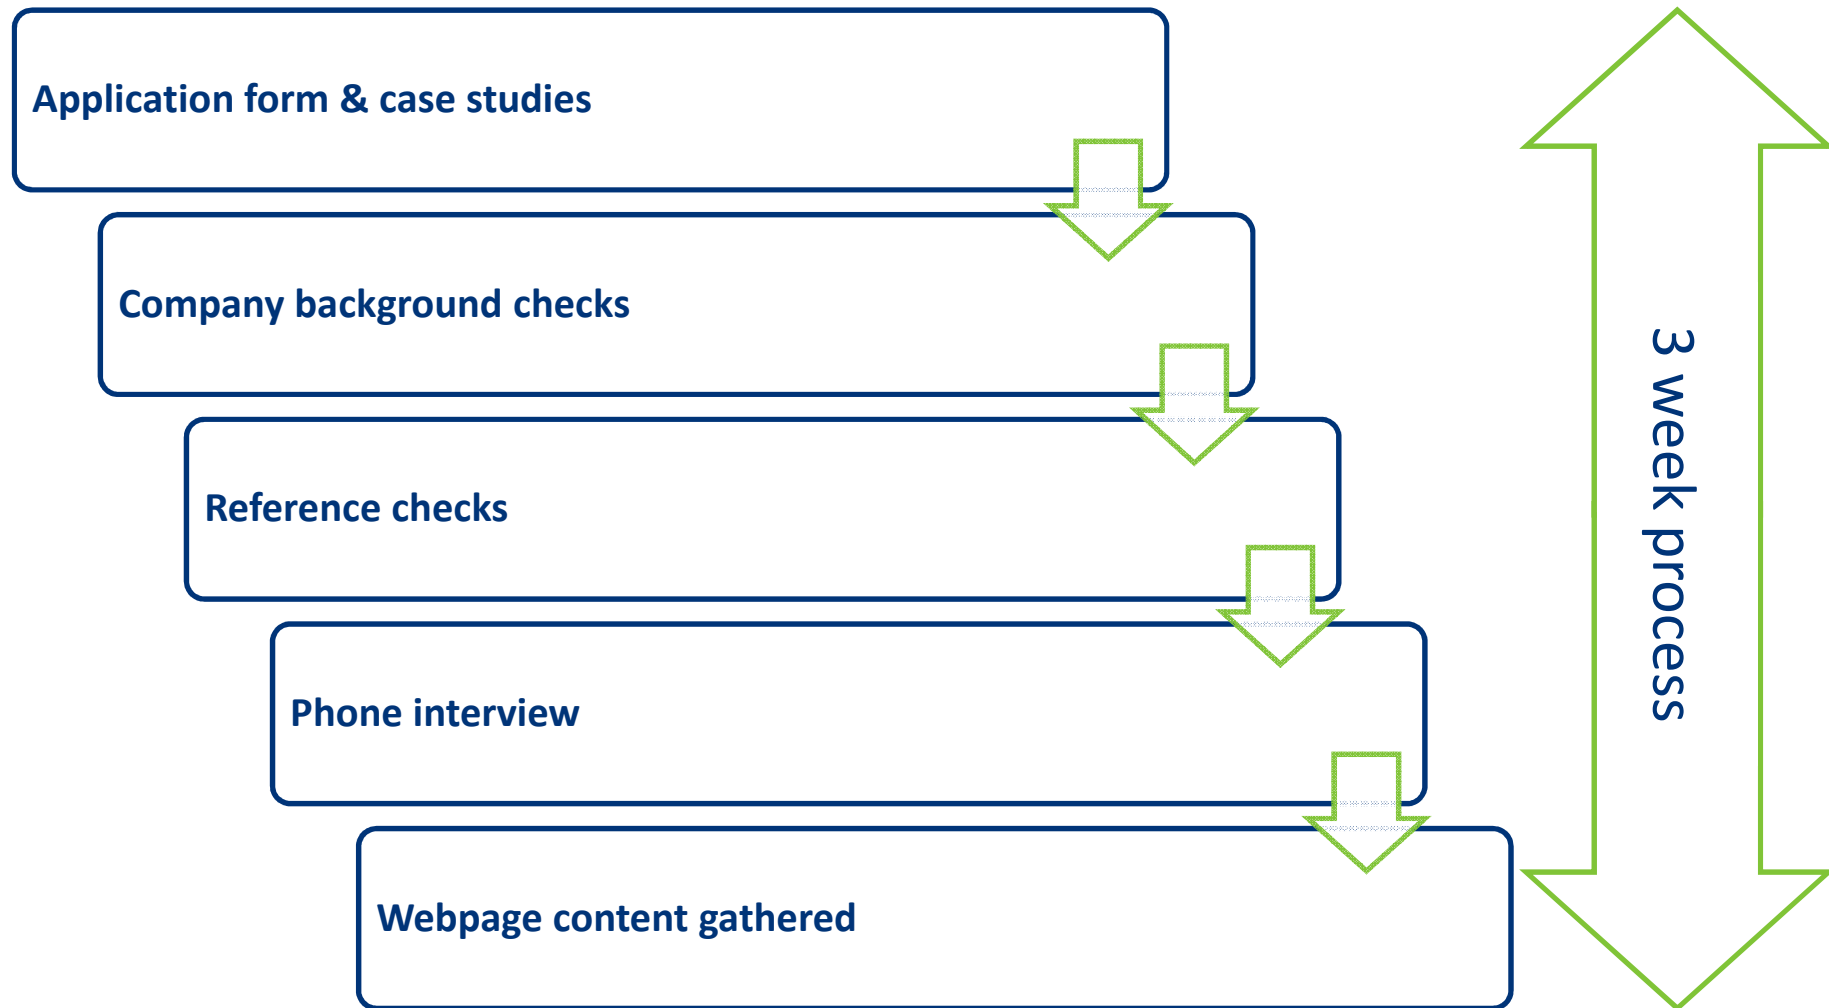 Application form & case studies
Company background checks
Reference checks
Phone interview
Webpage content gathered
3 week process